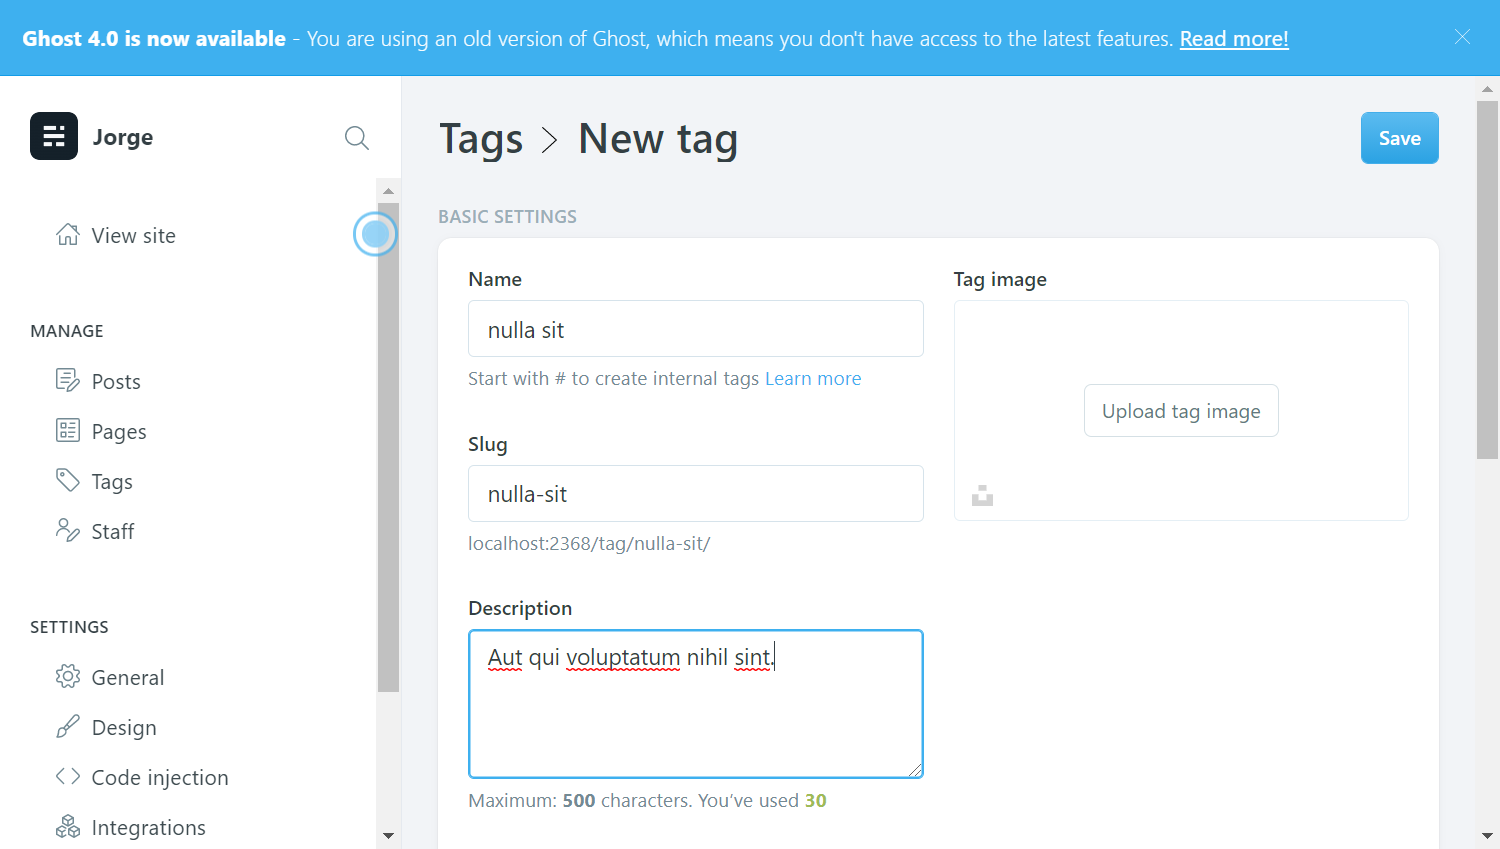 Ghost 4.0 is now available - You are using an old version of Ghost, which means you don't have access to the latest features. Read more!
Jorge
View site
MANAGE
Posts
Pages
Tags
Staff
SETTINGS
General
Design
Code injection
Integrations
Tags > New tag
Save
BASIC SETTINGS
Name
nulla sit
Start with # to create internal tags Learn more
Slug
nulla-sit
localhost:2368/tag/nulla-sit/
Description
Aut qui voluptatum nihil sint.
Maximum: 500 characters. You’ve used 30
Tag image
Upload tag image